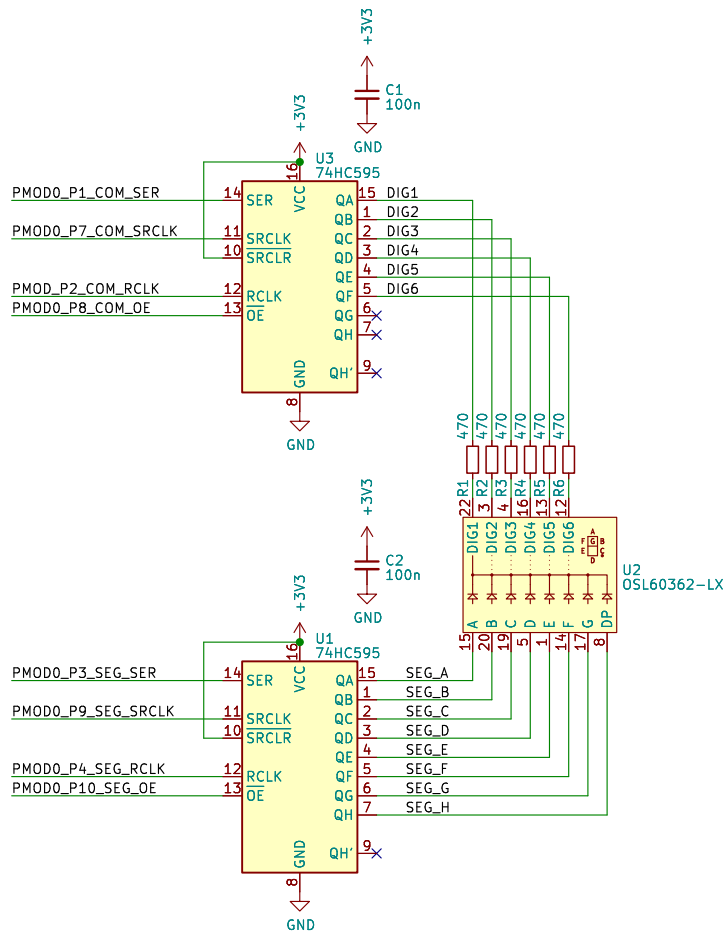 +3V3
C1
100n
GND
+3V3
U3
74HC595
16
VCC
PMOD0_P1_COM_SER
14
SER
QA
15
DIG1
QB
1
DIG2
PMOD0_P7_COM_SRCLK
11
SRCLK
QC
2
DIG3
10
SRCLR
QD
3
DIG4
QE
4
DIG5
PMOD_P2_COM_RCLK
12
RCLK
QF
5
DIG6
PMOD0_P8_COM_OE
13
OE
QG
6
QH
7
QH'
9
GND
8
GND
470
470
470
470
470
470
R1
R2
R3
R4
R5
R6
22
3
4
16
13
12
DIG1
DIG2
DIG3
DIG4
DIG5
DIG6
A
F
G
B
E
C
D
U2
OSL60362-LX
A
B
C
D
E
F
G
DP
15
20
19
5
1
14
17
8
+3V3
C2
100n
GND
+3V3
U1
74HC595
16
VCC
PMOD0_P3_SEG_SER
14
SER
QA
15
SEG_A
QB
1
SEG_B
PMOD0_P9_SEG_SRCLK
11
SRCLK
QC
2
SEG_C
10
SRCLR
QD
3
SEG_D
QE
4
SEG_E
PMOD0_P4_SEG_RCLK
12
RCLK
QF
5
SEG_F
PMOD0_P10_SEG_OE
13
OE
QG
6
SEG_G
QH
7
SEG_H
QH'
9
GND
8
GND